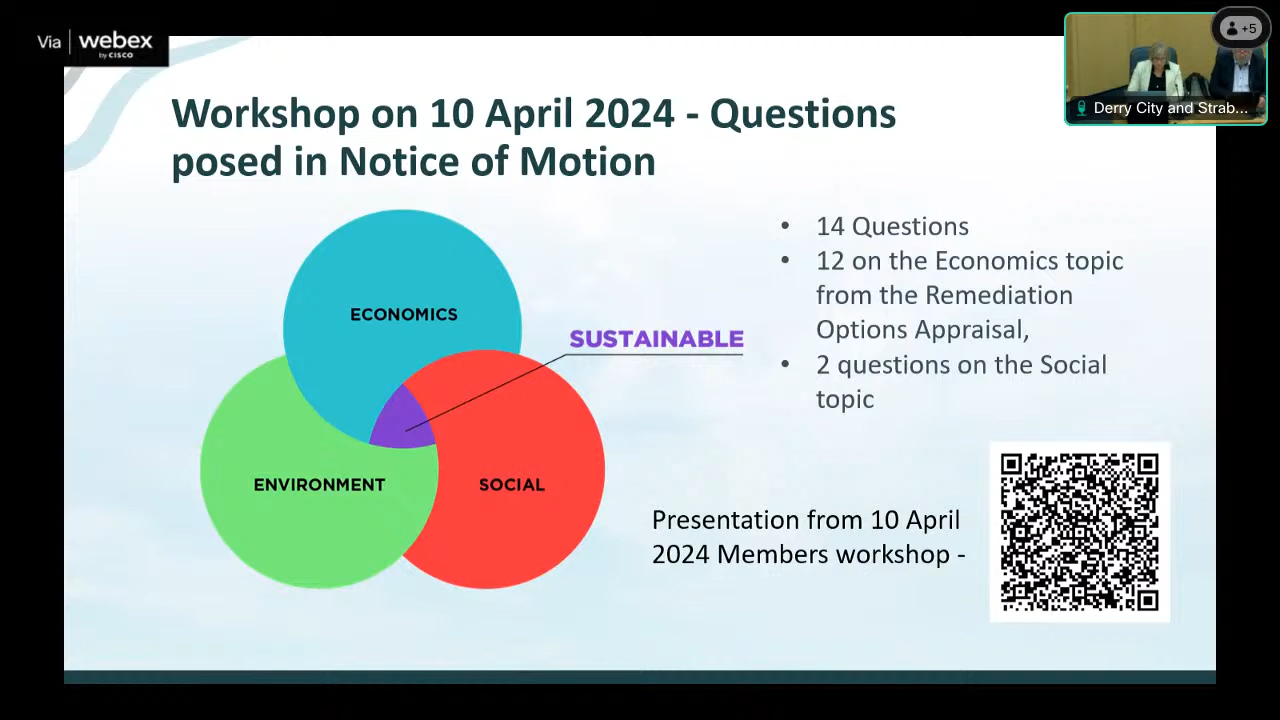 Via webex
by CISCO
+5
Derry City and Strab...
Workshop on 10 April 2024 - Questions
posed in Notice of Motion
ECONOMICS
SUSTAINABLE
ENVIRONMENT
SOCIAL
• 14 Questions
• 12 on the Economics topic
from the Remediation
Options Appraisal,
• 2 questions on the Social
topic
Presentation from 10 April
2024 Members workshop -